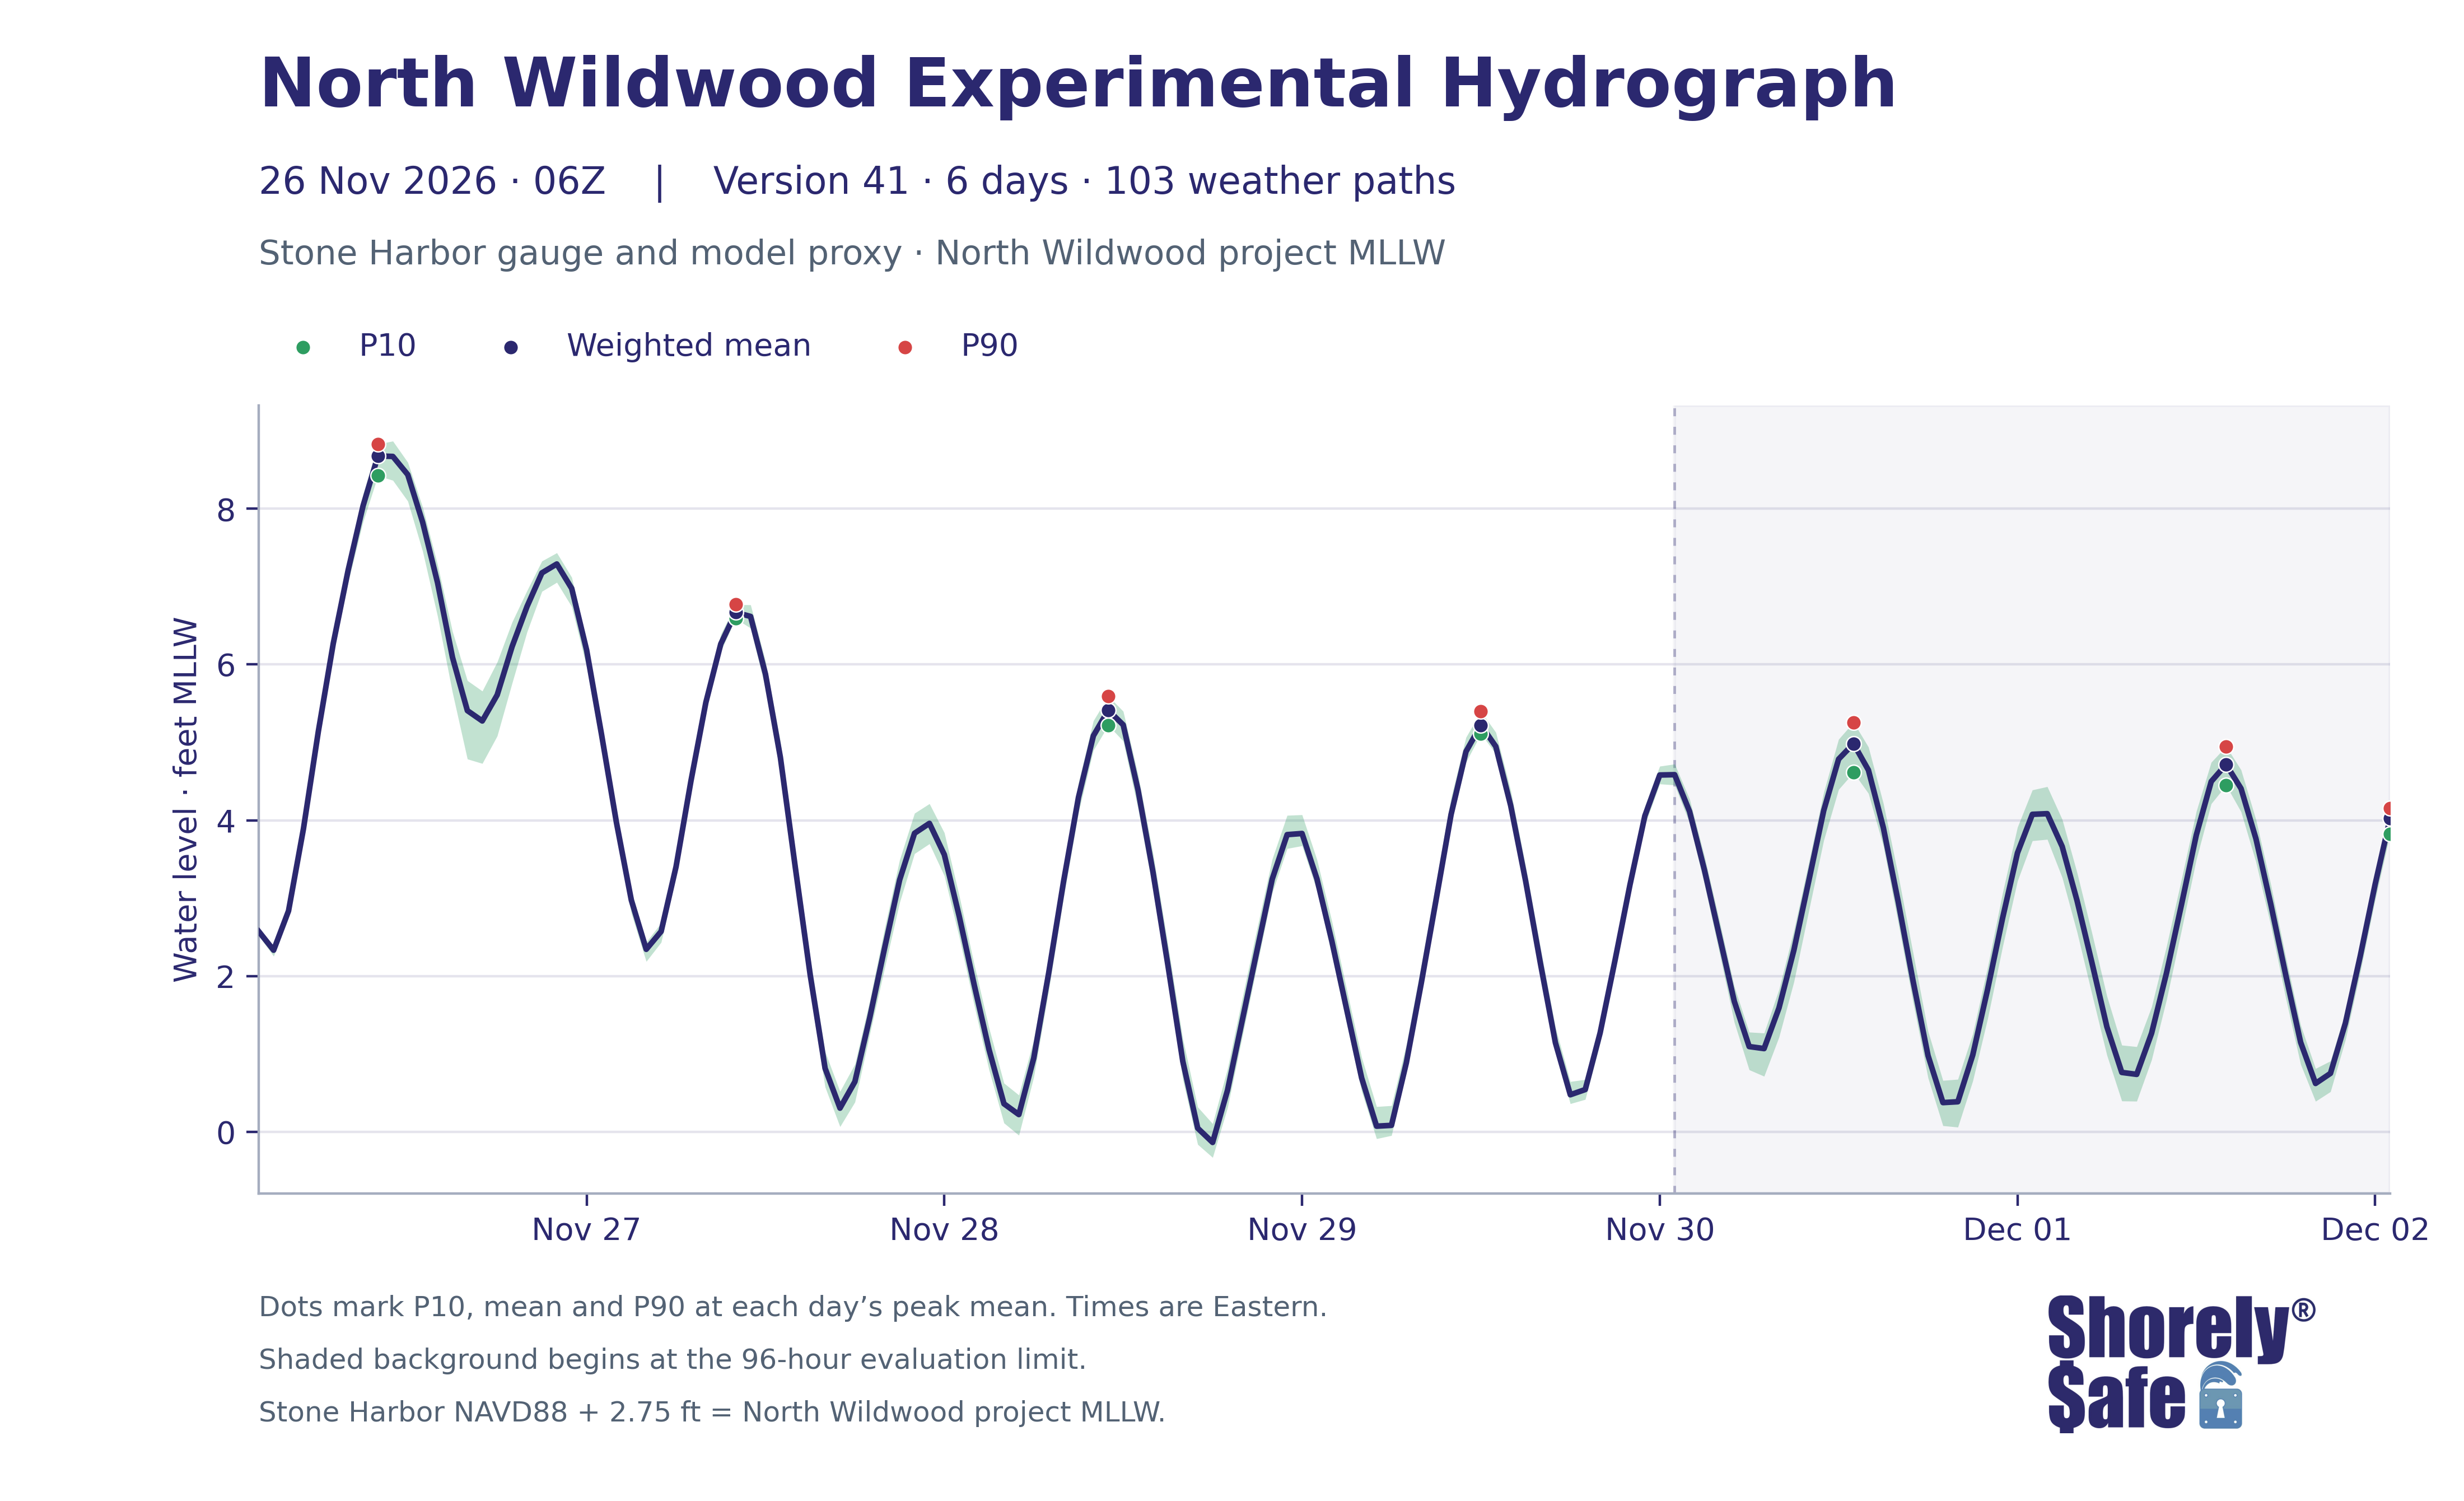 North Wildwood Experimental Hydrograph
26 Nov 2026 · 06Z | Version 41 · 6 days · 103 weather paths
Stone Harbor gauge and model proxy · North Wildwood project MLLW
P10 Weighted mean P90
Water level · feet MLLW
8
6
4
2
0
Nov 27 Nov 28 Nov 29 Nov 30 Dec 01 Dec 02
Dots mark P10, mean and P90 at each day’s peak mean. Times are Eastern.
Shaded background begins at the 96-hour evaluation limit.
Stone Harbor NAVD88 + 2.75 ft = North Wildwood project MLLW.
Shorely®
$afe